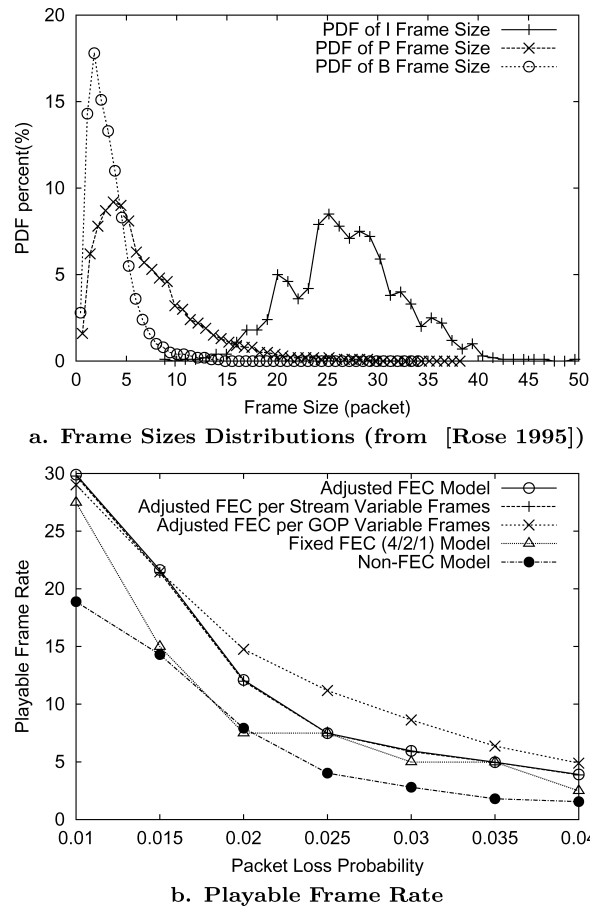 20
15
10
5
0
PDF percent(%)
PDF of I Frame Size
PDF of P Frame Size
PDF of B Frame Size
0 5 10 15 20 25 30 35 40 45 50
Frame Size (packet)
a. Frame Sizes Distributions (from [Rose 1995])
30
25
20
15
10
5
0
Playable Frame Rate
Adjusted FEC Model
Adjusted FEC per Stream Variable Frames
Adjusted FEC per GOP Variable Frames
Fixed FEC (4/2/1) Model
Non-FEC Model
0.01 0.015 0.02 0.025 0.03 0.035 0.04
Packet Loss Probability
b. Playable Frame Rate